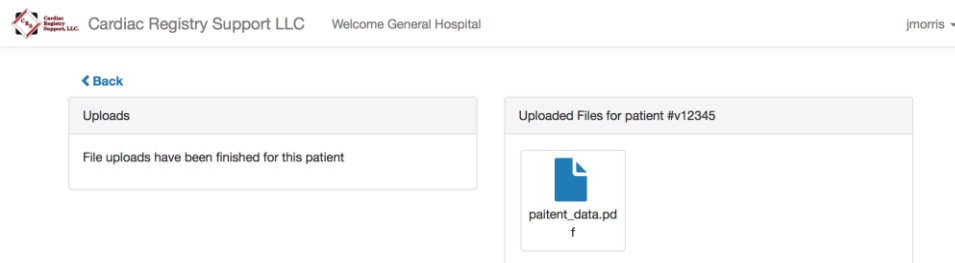 Cardiac
Registry
Support, LLC.
Cardiac Registry Support LLC
Welcome General Hospital
jmorris
Back
Uploads
File uploads have been finished for this patient
Uploaded Files for patient #v12345
paitent_data.pd
f